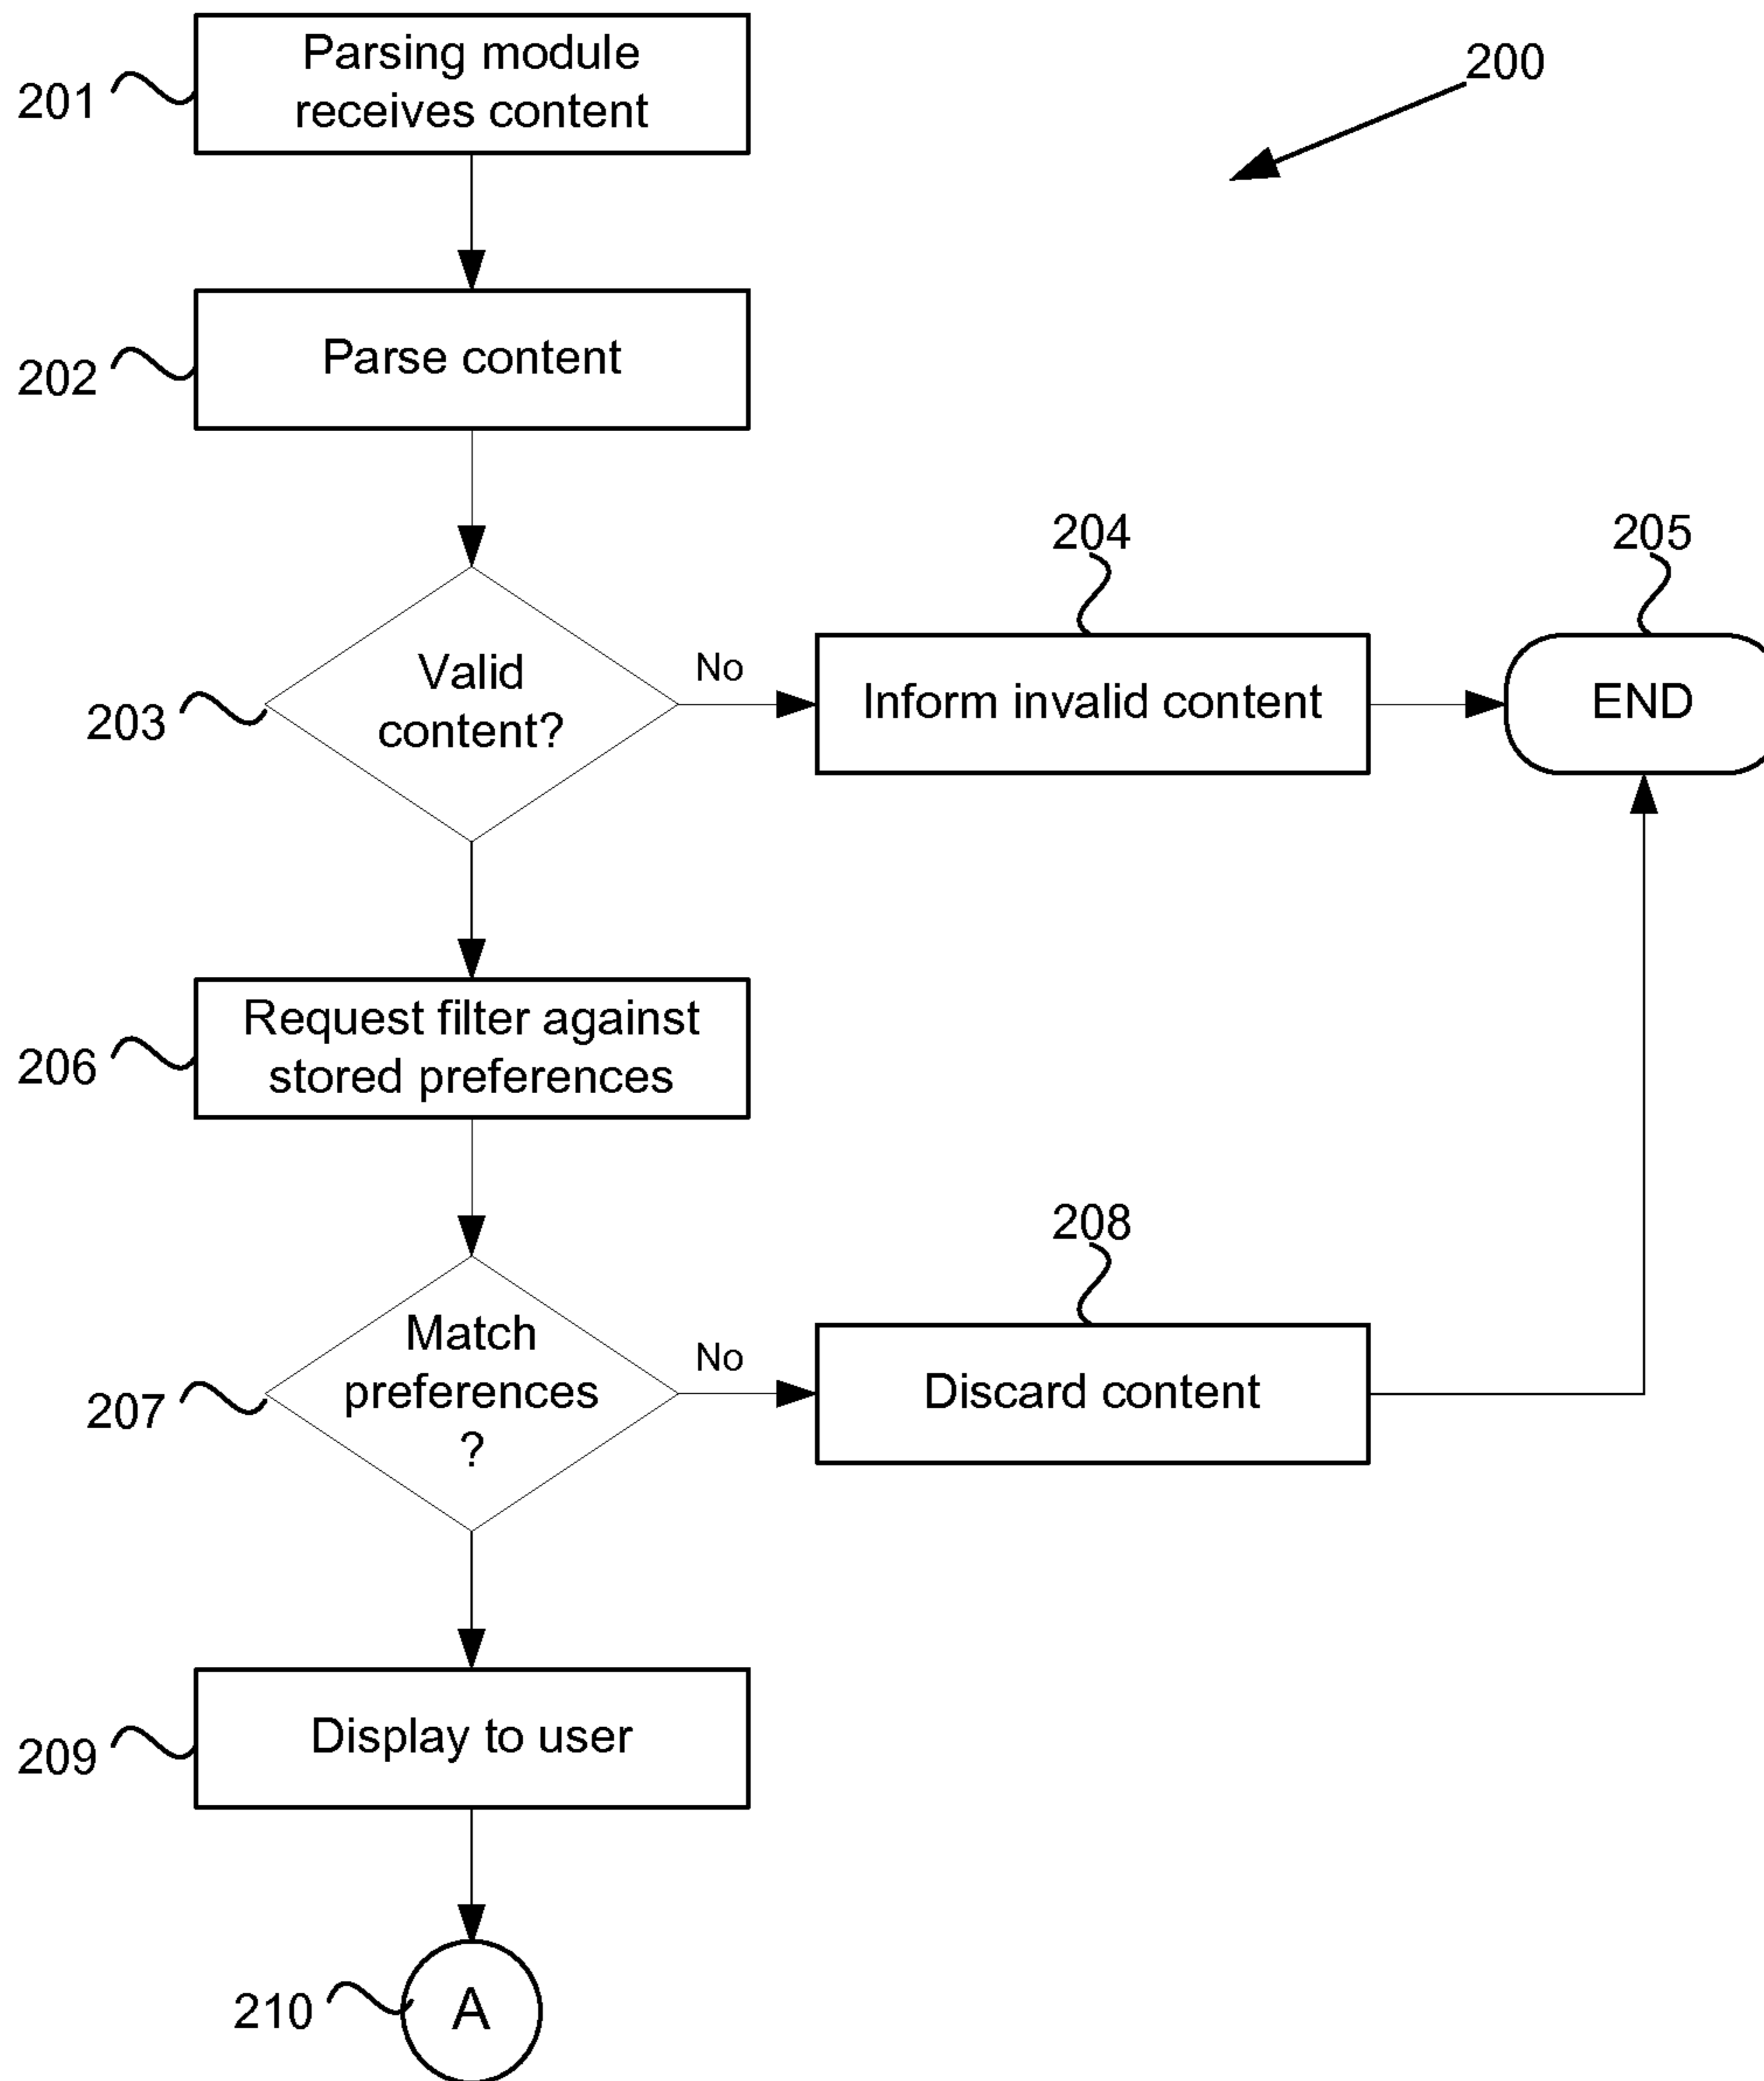 Parsing module
receives content
201
200
Parse content
202
204
205
Valid
content?
203
No
Inform invalid content
END
Request filter against
stored preferences
206
208
Match
preferences
?
207
No
Discard content
Display to user
209
210
A